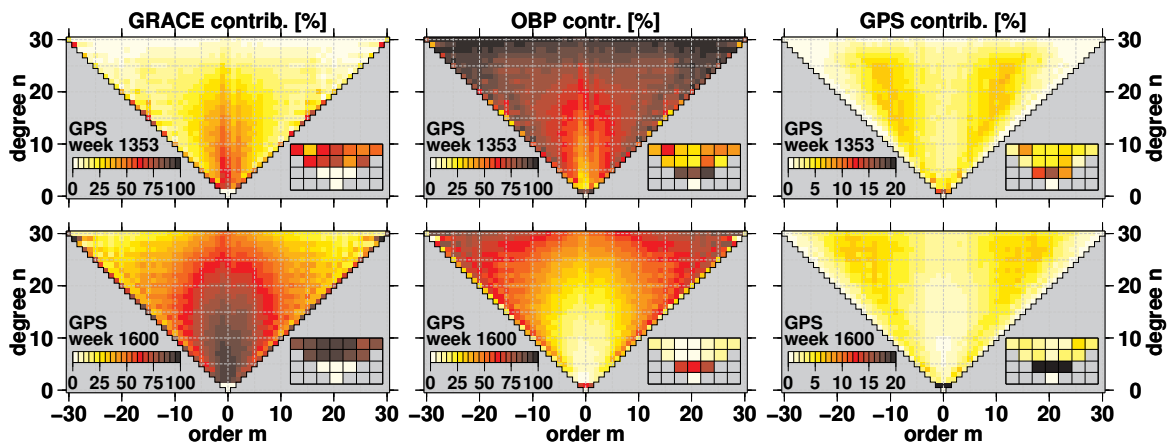 GRACE contrib. [%] OBP contr. [%] GPS contrib. [%]
degree n
30
20
10
0
GPS
week 1353
0 25 50 75 100
GPS
week 1353
0 25 50 75 100
GPS
week 1353
0 5 10 15 20
30
20
10
0
degree n
degree n
30
20
10
0
GPS
week 1600
0 25 50 75 100
GPS
week 1600
0 25 50 75 100
GPS
week 1600
0 5 10 15 20
30
20
10
0
degree n
−30 −20 −10 0 10 20 30
−30 −20 −10 0 10 20 30
−30 −20 −10 0 10 20 30
order m order m order m